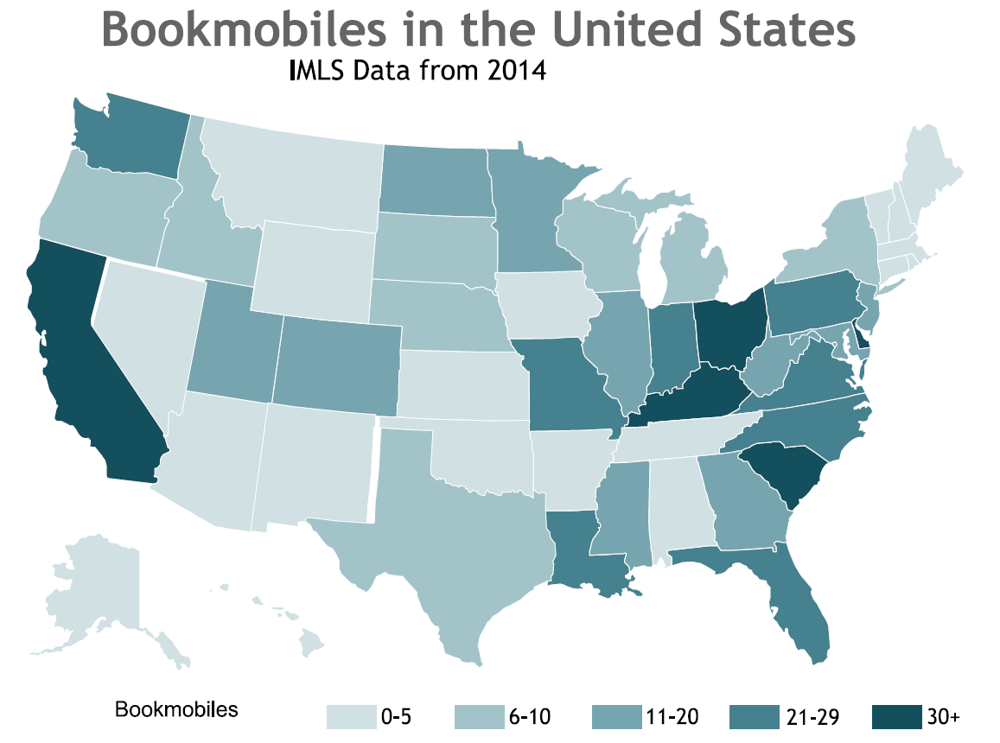 Bookmobiles in the United States
IMLS Data from 2014
Bookmobiles 0-5 6-10 11-20 21-29 30+